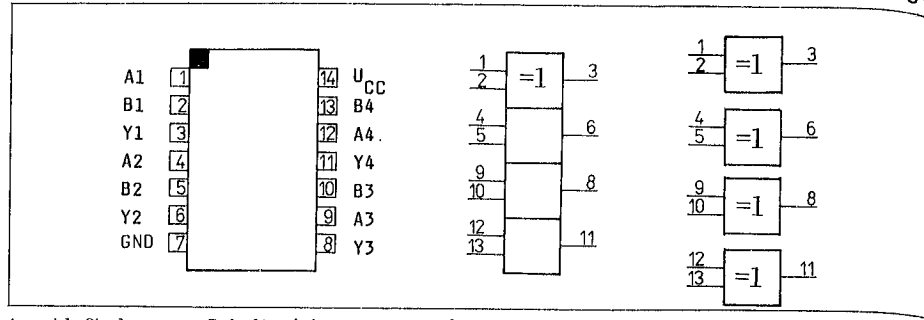 A1 1 14 UCC
B1 2 13 B4
Y1 3 12 A4.
A2 4 11 Y4
B2 5 10 B3
Y2 6 9 A3
GND 7 8 Y3
1 2 =1 3
4 5 6
9 10 8
12 13 11
1 2 =1 3
4 5 =1 6
9 10 =1 8
12 13 =1 11